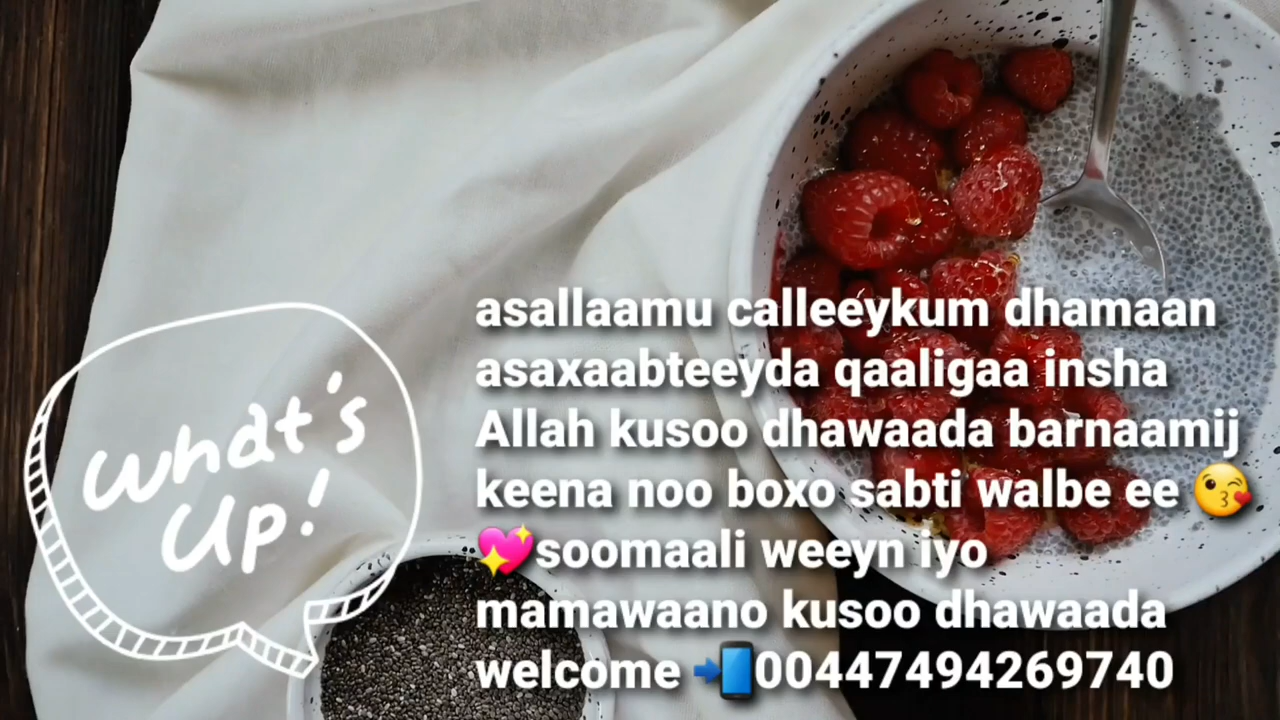 what's
up!
asallaamu calleeykum dhamaan
asaxaabteeyda qaaligaa insha
Allah kusoo dhawaada barnaamij
keena noo boxo sabti walbe ee 😘
💖soomaali weeyn iyo
mamawaano kusoo dhawaada
welcome 📲00447494269740